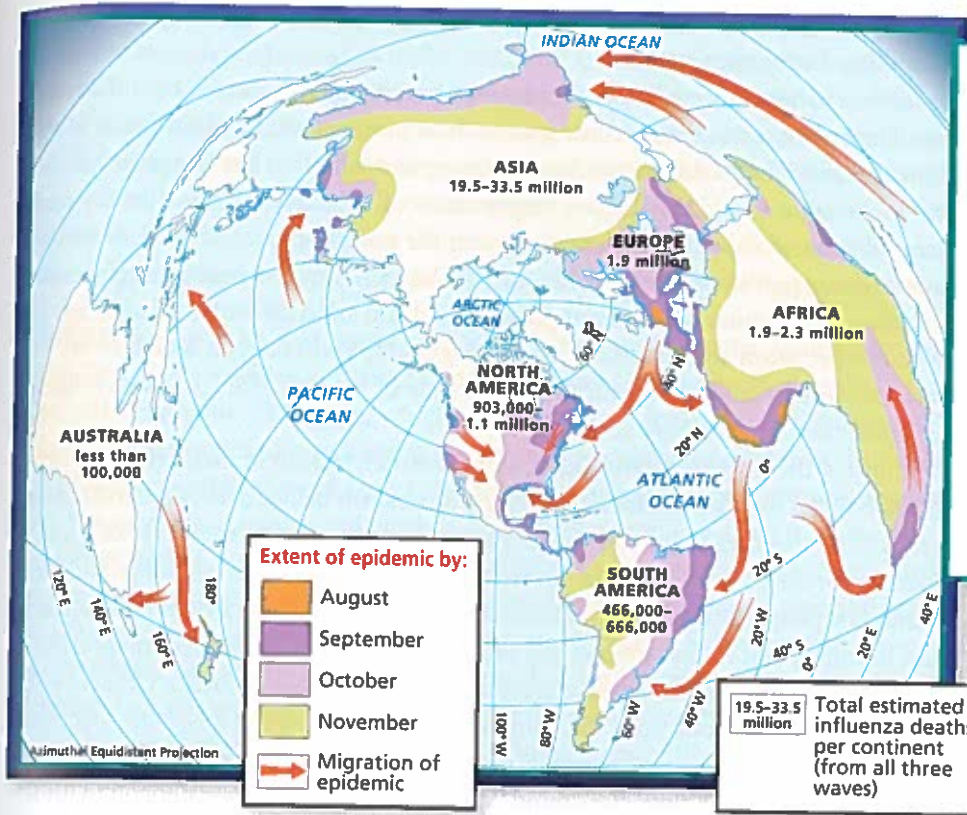 INDIAN OCEAN
ASIA
19.5–33.5 million
EUROPE
1.9 million
AFRICA
1.9–2.3 million
ARCTIC
OCEAN
60° N
40° N
20° N
0°
NORTH
AMERICA
903,000–
1.1 million
PACIFIC
OCEAN
AUSTRALIA
less than
100,000
ATLANTIC
OCEAN
SOUTH
AMERICA
466,000–
666,000
20° S
40° S
120° E
140° E
160° E
180°
100° W
80° W
60° W
40° W
20° W
0°
20° E
40° E
Extent of epidemic by:
August
September
October
November
Migration of
epidemic
Azimuthal Equidistant Projection
19.5–33.5
million
Total estimated
influenza deaths
per continent
(from all three
waves)